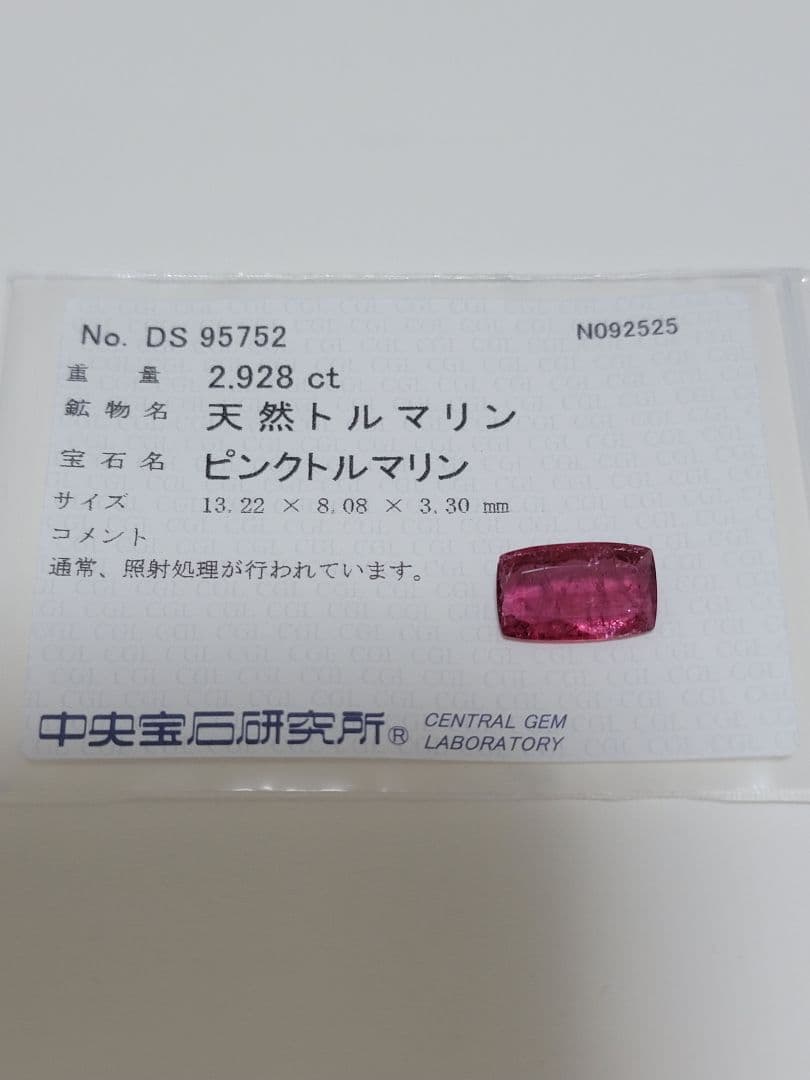 No. DS 95752 N092525
重量 2.928 ct
鉱物名 天然トルマリン
宝石名 ピンクトルマリン
サイズ 13.22 × 8.08 × 3.30 mm
コメント
通常、照射処理が行われています。
中央宝石研究所® CENTRAL GEM
LABORATORY